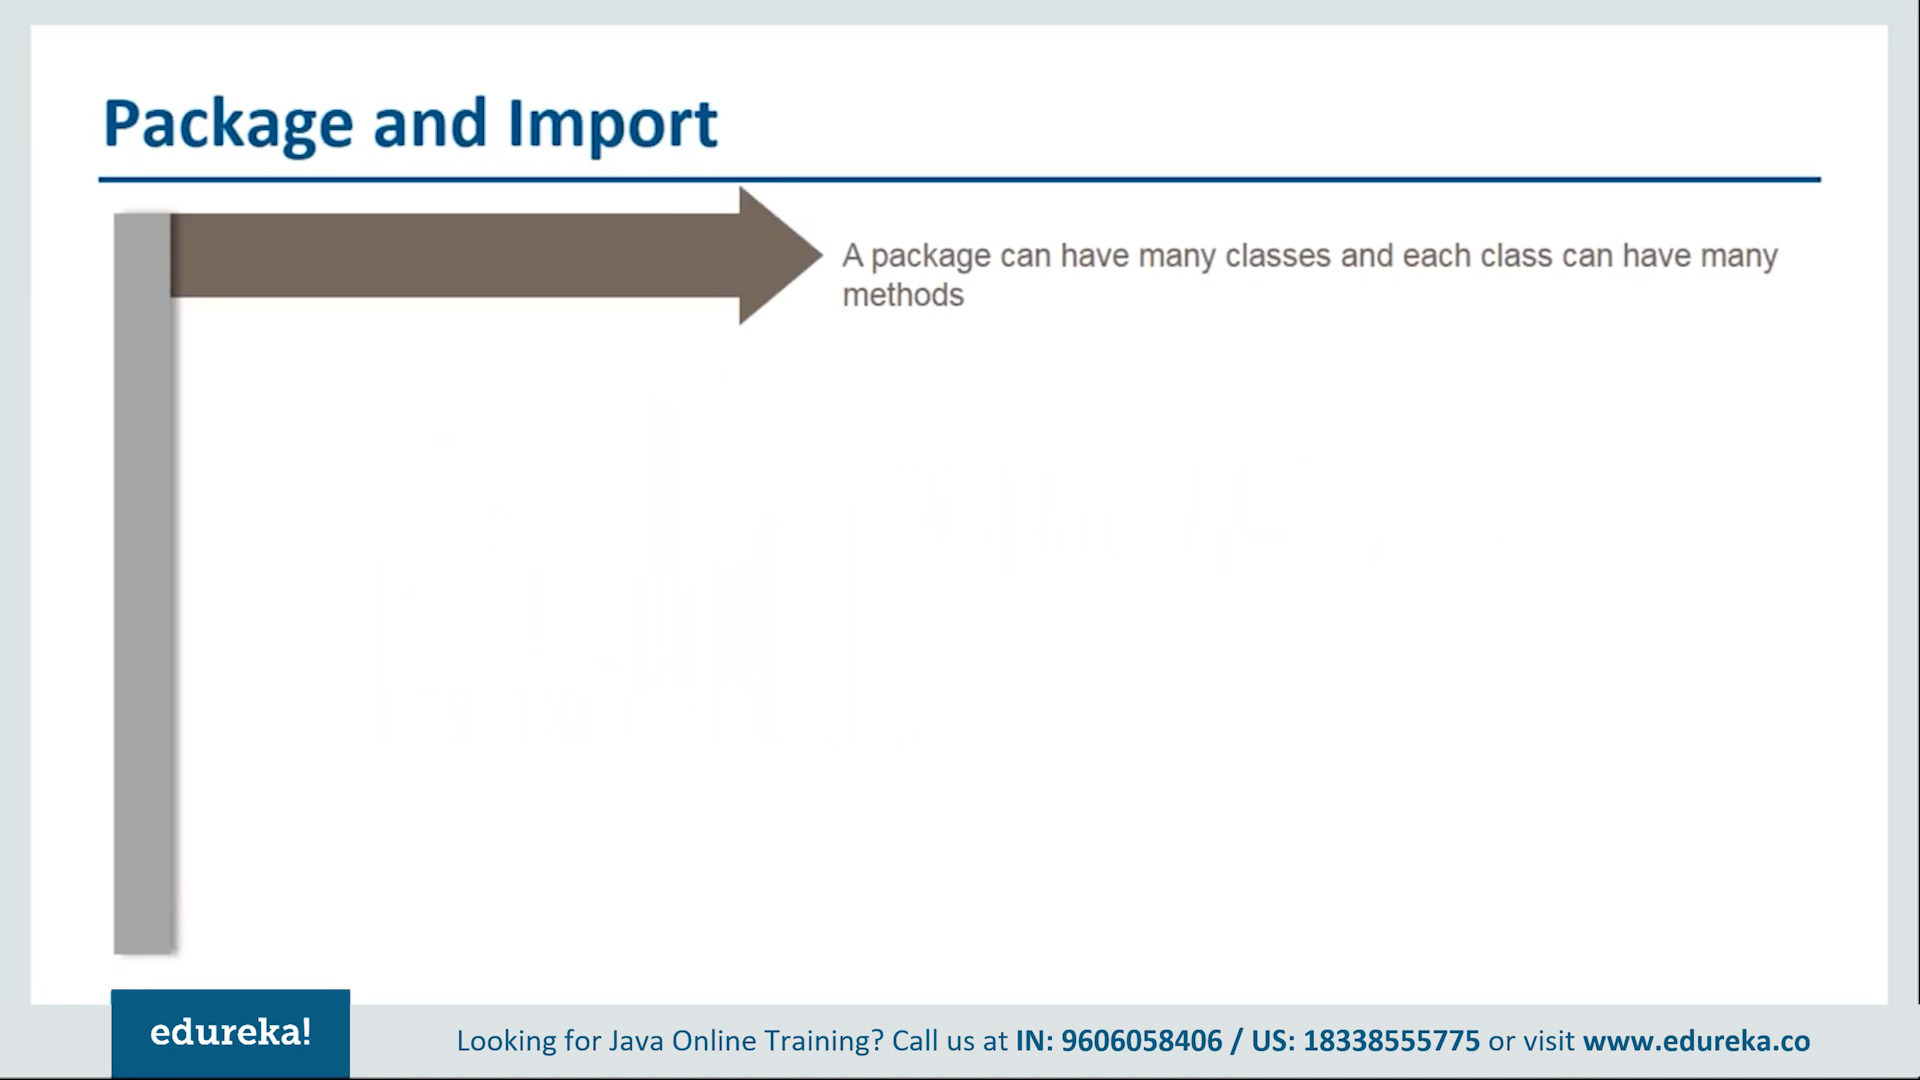 Package and Import
A package can have many classes and each class can have many
methods
edureka!
Looking for Java Online Training? Call us at IN: 9606058406 / US: 18338555775 or visit www.edureka.co